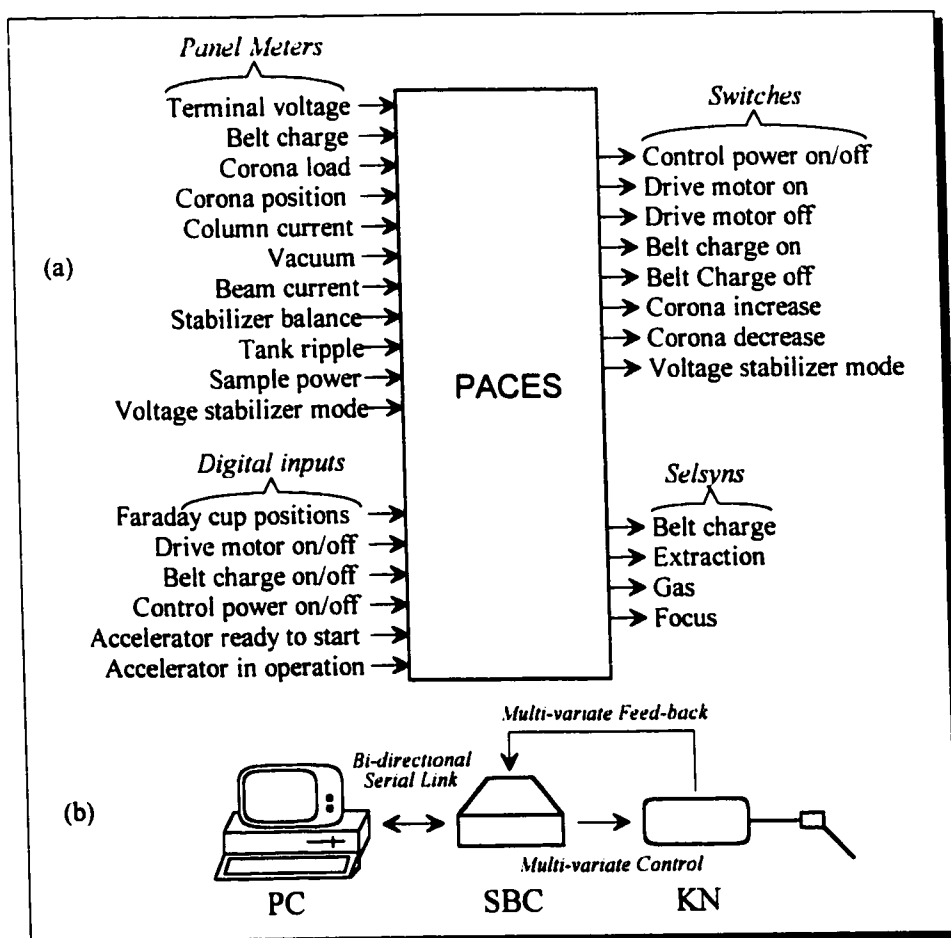 Panel Meters
Terminal voltage
Belt charge
Corona load
Corona position
Column current
Vacuum
Beam current
Stabilizer balance
Tank ripple
Sample power
Voltage stabilizer mode
Digital inputs
Faraday cup positions
Drive motor on/off
Belt charge on/off
Control power on/off
Accelerator ready to start
Accelerator in operation
(a)
PACES
Switches
Control power on/off
Drive motor on
Drive motor off
Belt charge on
Belt Charge off
Corona increase
Corona decrease
Voltage stabilizer mode
Selsyns
Belt charge
Extraction
Gas
Focus
(b)
Multi-variate Feed-back
Bi-directional
Serial Link
Multi-variate Control
PC
SBC
KN